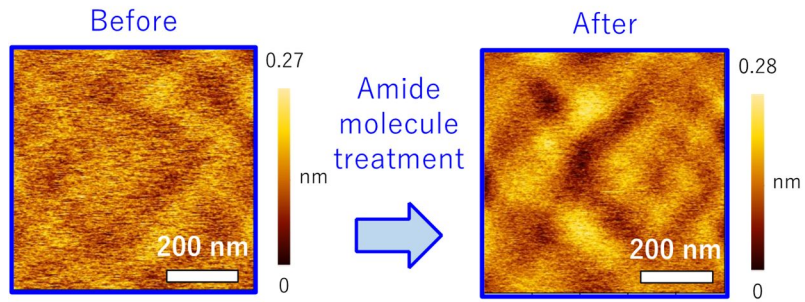 Before
After
0.27
nm
0
200 nm
Amide
molecule
treatment
0.28
nm
0
200 nm